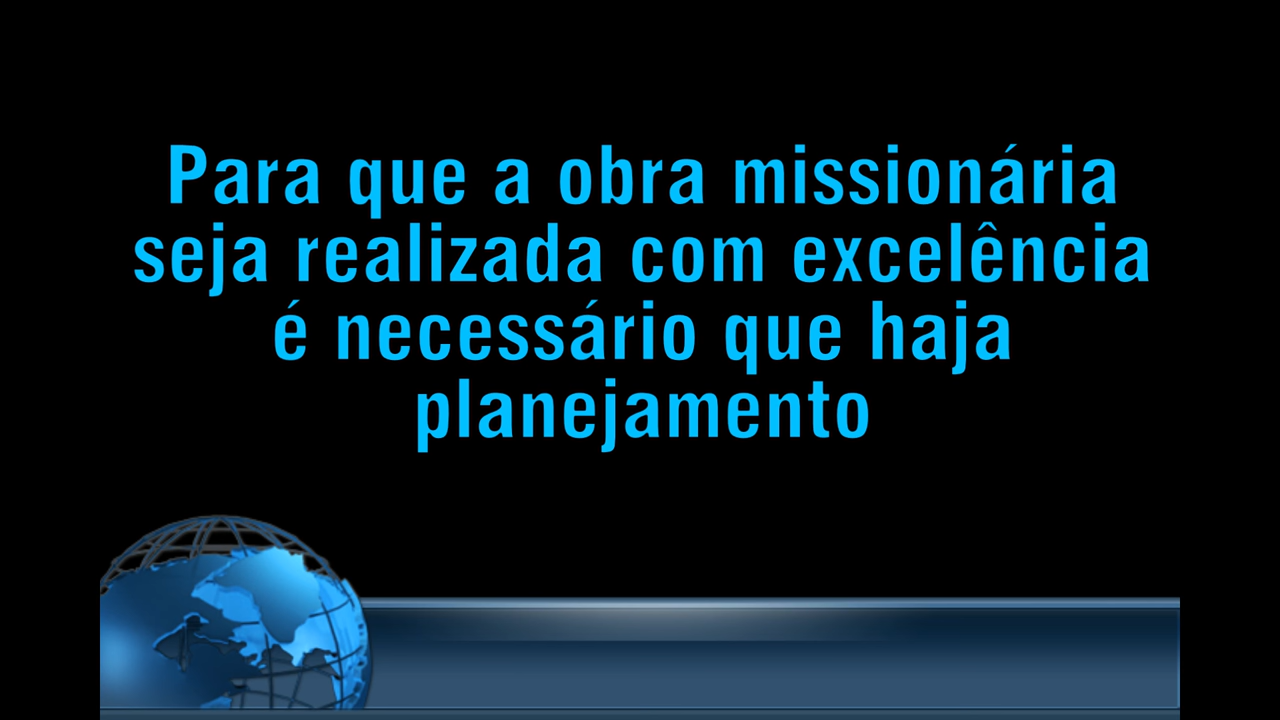 Para que a obra missionária
seja realizada com excelência
é necessário que haja
planejamento